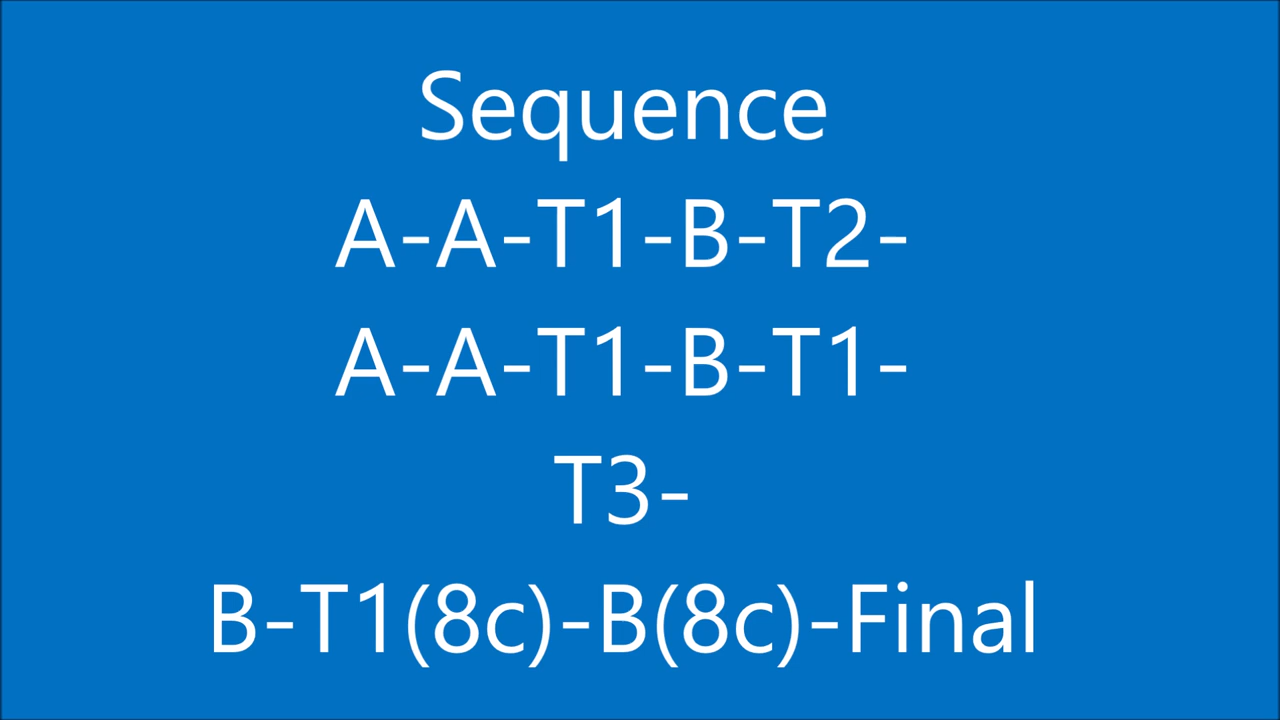 Sequence
A-A-T1-B-T2-
A-A-T1-B-T1-
T3-
B-T1(8c)-B(8c)-Final